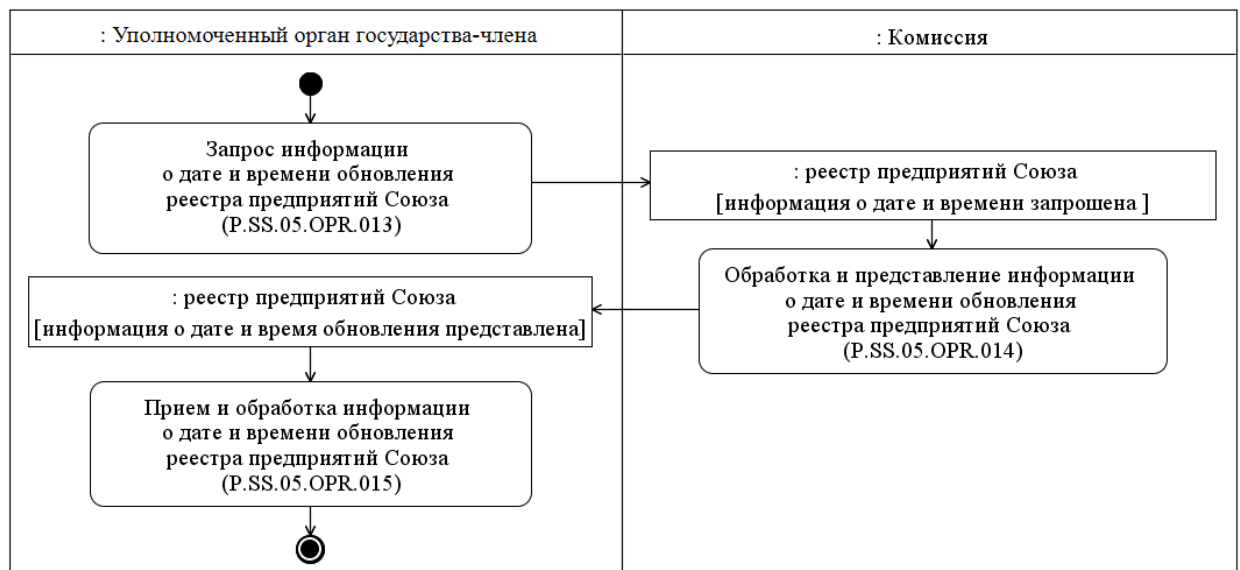 : Уполномоченный орган государства-члена
: Комиссия
Запрос информации
о дате и времени обновления
реестра предприятий Союза
(P.SS.05.OPR.013)
: реестр предприятий Союза
[информация о дате и времени запрошена ]
Обработка и представление информации
о дате и времени обновления
реестра предприятий Союза
(P.SS.05.OPR.014)
: реестр предприятий Союза
[информация о дате и время обновления представлена]
Прием и обработка информации
о дате и времени обновления
реестра предприятий Союза
(P.SS.05.OPR.015)